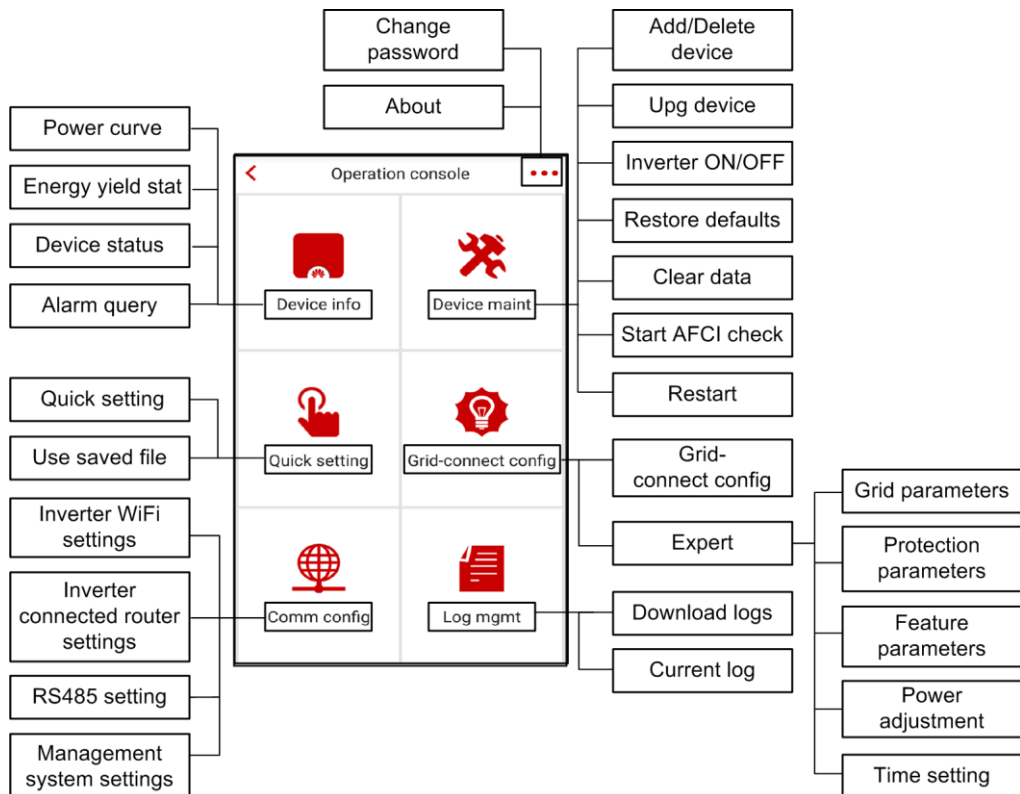 Change
password
About
Power curve
Energy yield stat
Device status
Alarm query
Quick setting
Use saved file
Inverter WiFi
settings
Inverter
connected router
settings
RS485 setting
Management
system settings
Operation console
Device info
Device maint
Quick setting
Grid-connect config
Comm config
Log mgmt
Add/Delete
device
Upg device
Inverter ON/OFF
Restore defaults
Clear data
Start AFCI check
Restart
Grid-
connect config
Expert
Download logs
Current log
Grid parameters
Protection
parameters
Feature
parameters
Power
adjustment
Time setting